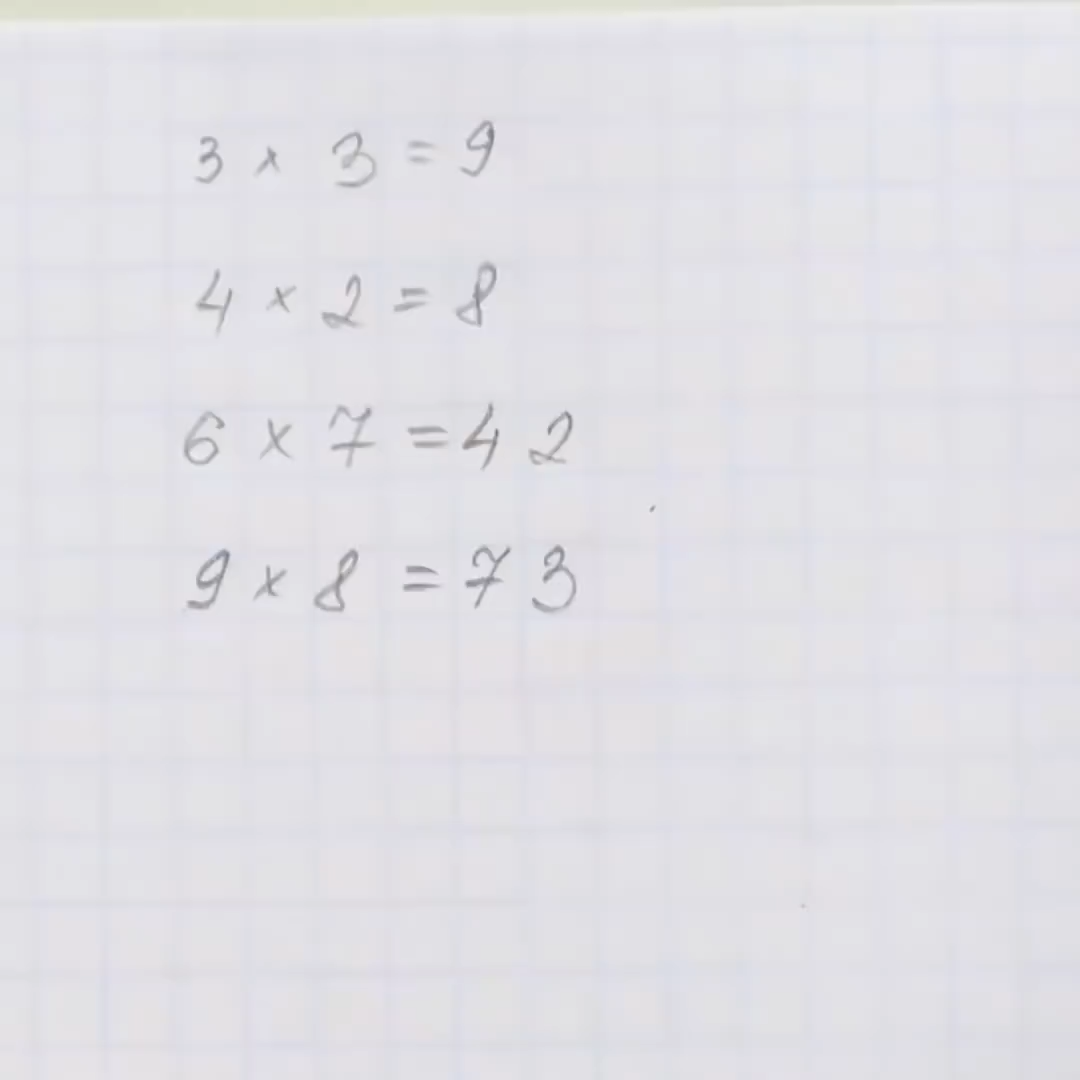 3 × 3 = 9
4 × 2 = 8
6 × 7 = 42
9 × 8 = 73